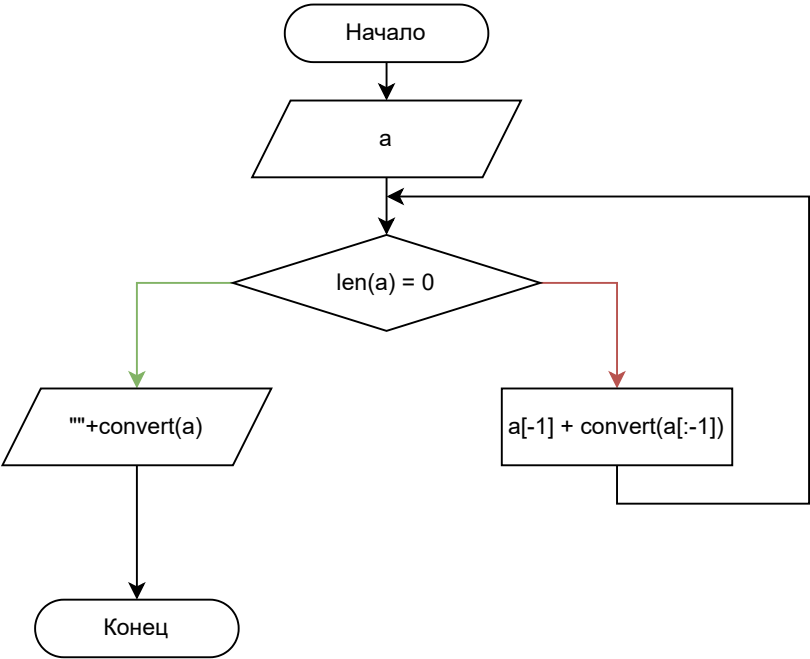 Начало
a
len(a) = 0
""+convert(a)
a[-1] + convert(a[:-1])
Конец